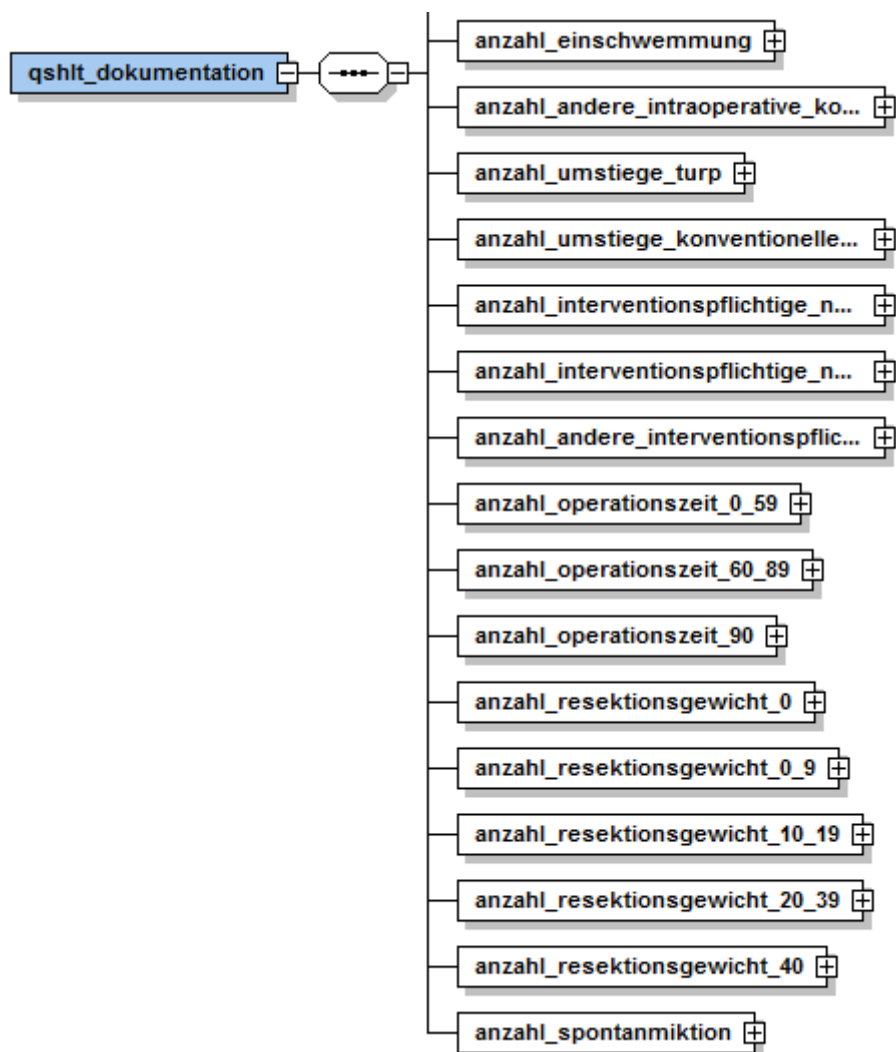 anzahl_einschwemmung
qshlt_dokumentation
anzahl_andere_intraoperative_ko...
anzahl_umstiege_turp
anzahl_umstiege_konventionelle...
anzahl_interventionspflichtige_n...
anzahl_interventionspflichtige_n...
anzahl_andere_interventionspflic...
anzahl_operationszeit_0_59
anzahl_operationszeit_60_89
anzahl_operationszeit_90
anzahl_resektionsgewicht_0
anzahl_resektionsgewicht_0_9
anzahl_resektionsgewicht_10_19
anzahl_resektionsgewicht_20_39
anzahl_resektionsgewicht_40
anzahl_spontanmiktion